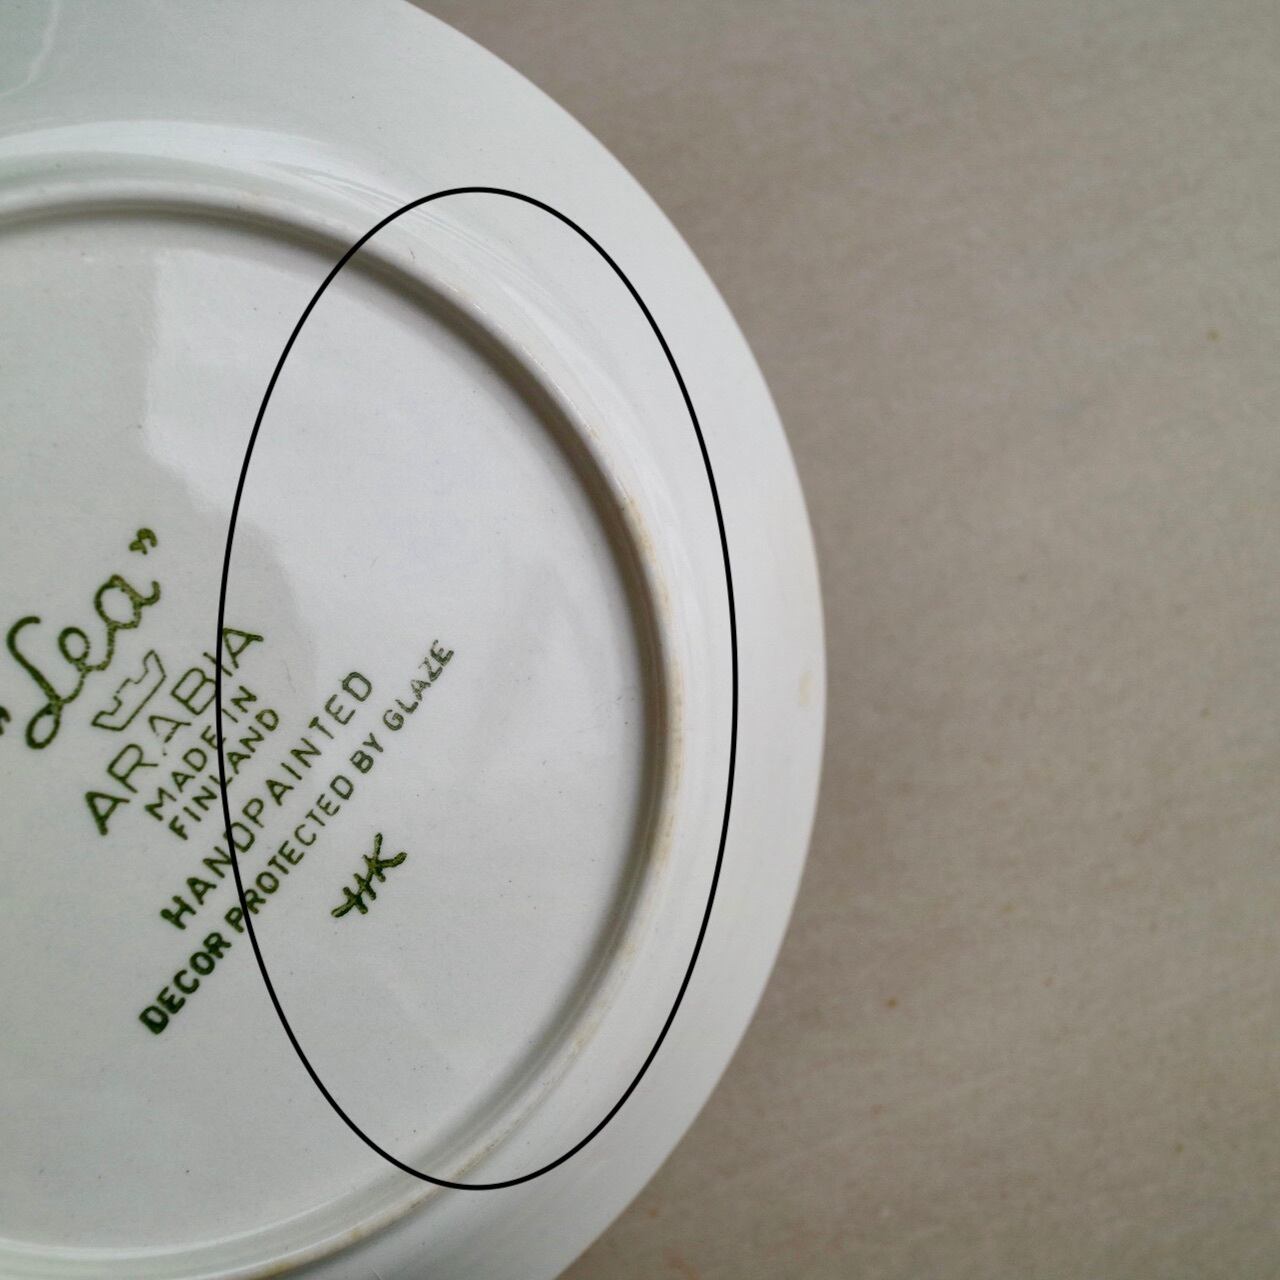 "Lea"
ARABIA
MADE IN
FINLAND
HANDPAINTED
DECOR PROTECTED BY GLAZE
HK